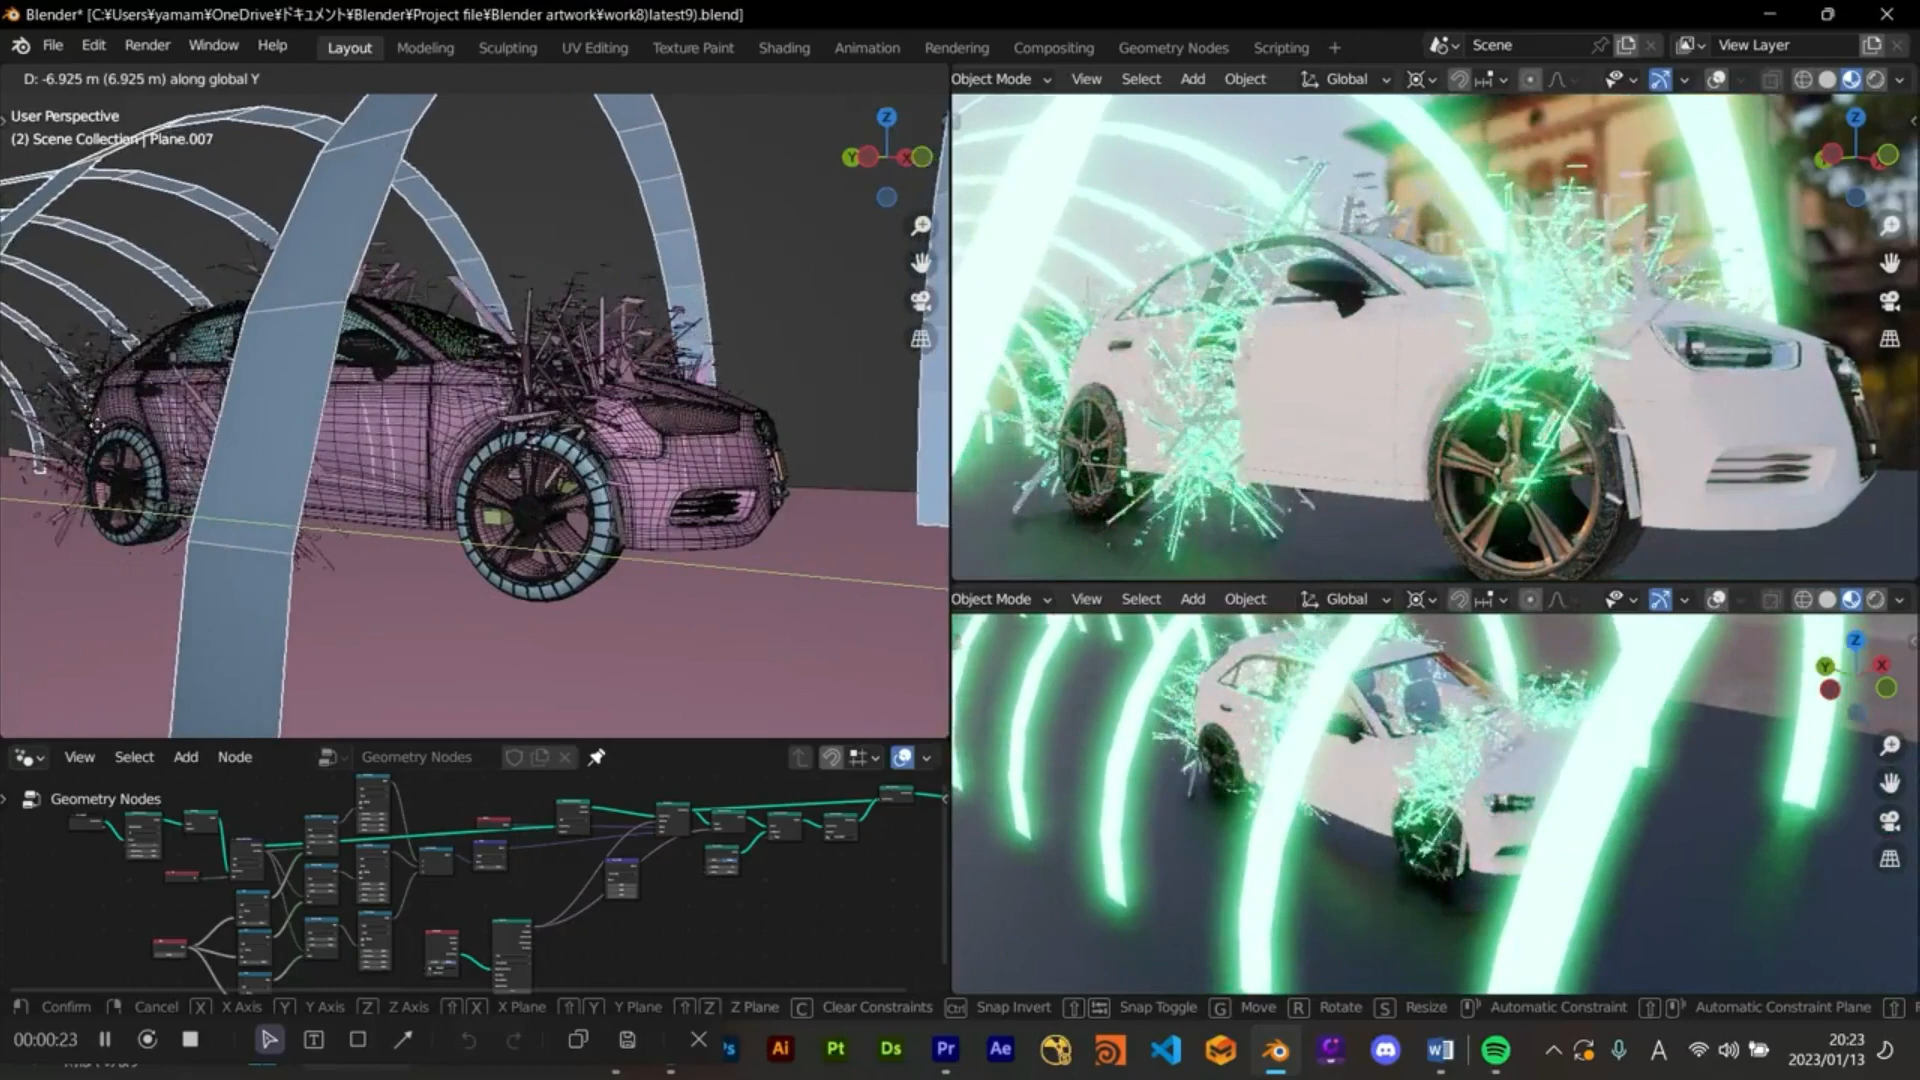 Blender* [C:¥Users¥yamam¥OneDrive¥ドキュメント¥Blender¥Project file¥Blender artwork¥work8)latest9).blend]
File Edit Render Window Help Layout Modeling Sculpting UV Editing Texture Paint Shading Animation Rendering Compositing Geometry Nodes Scripting + Scene View Layer
D: -6.925 m (6.925 m) along global Y
Object Mode View Select Add Object Global
User Perspective
(2) Scene Collection | Plane.007
Z
Y X
Z
Object Mode View Select Add Object Global
Z
Y X
View Select Add Node Geometry Nodes
Geometry Nodes
Confirm Cancel X X Axis Y Y Axis Z Z Axis X X Plane Y Y Plane Z Z Plane C Clear Constraints Ctrl Snap Invert Snap Toggle G Move R Rotate S Resize Automatic Constraint Automatic Constraint Plane
00:00:23 T Ps Ai Pt Ds Pr Ae A 20:23
2023/01/13